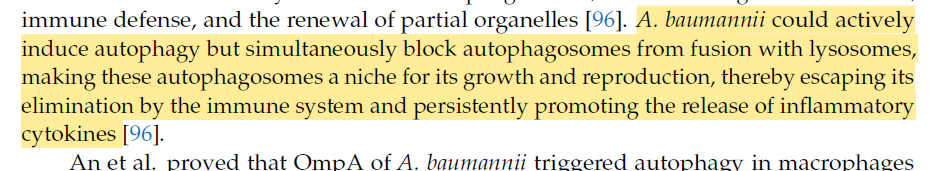 immune defense, and the renewal of partial organelles [96]. A. baumannii could actively
induce autophagy but simultaneously block autophagosomes from fusion with lysosomes,
making these autophagosomes a niche for its growth and reproduction, thereby escaping its
elimination by the immune system and persistently promoting the release of inflammatory
cytokines [96].
An et al. proved that OmpA of A. baumannii triggered autophagy in macrophages